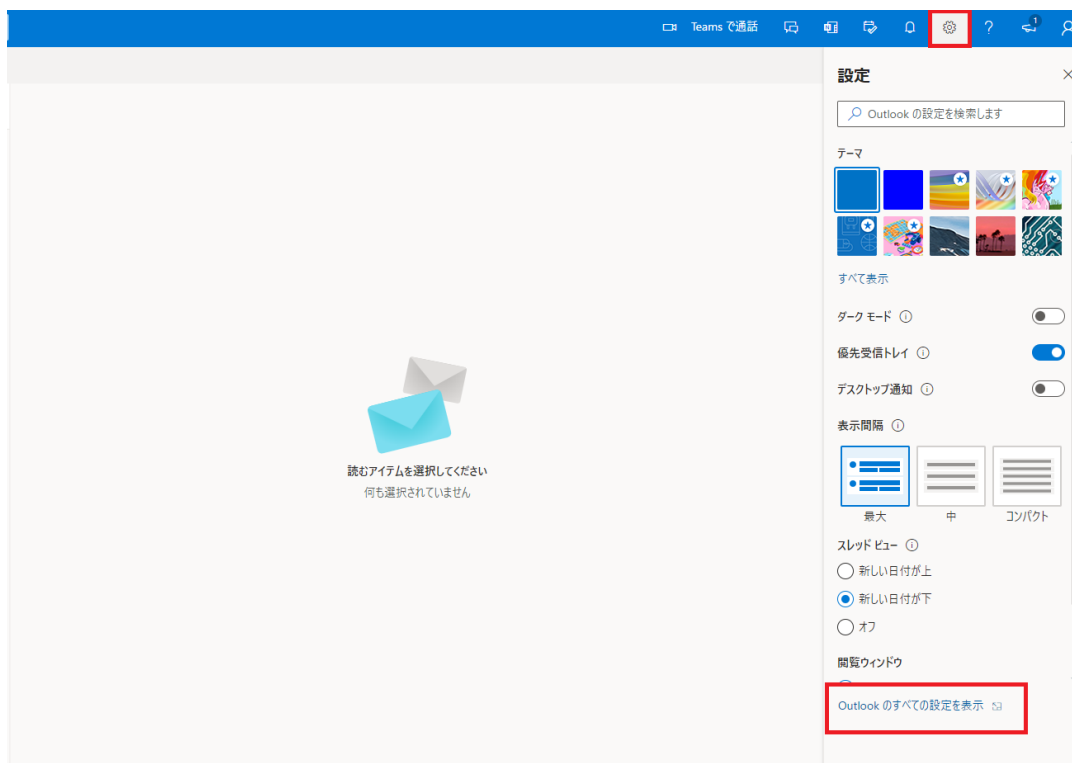 Teams で通話
?
1
設定
Outlook の設定を検索します
テーマ
すべて表示
ダーク モード
優先受信トレイ
デスクトップ通知
表示間隔
最大 中 コンパクト
読むアイテムを選択してください
何も選択されていません
スレッド ビュー
新しい日付が上
新しい日付が下
オフ
閲覧ウィンドウ
Outlook のすべての設定を表示